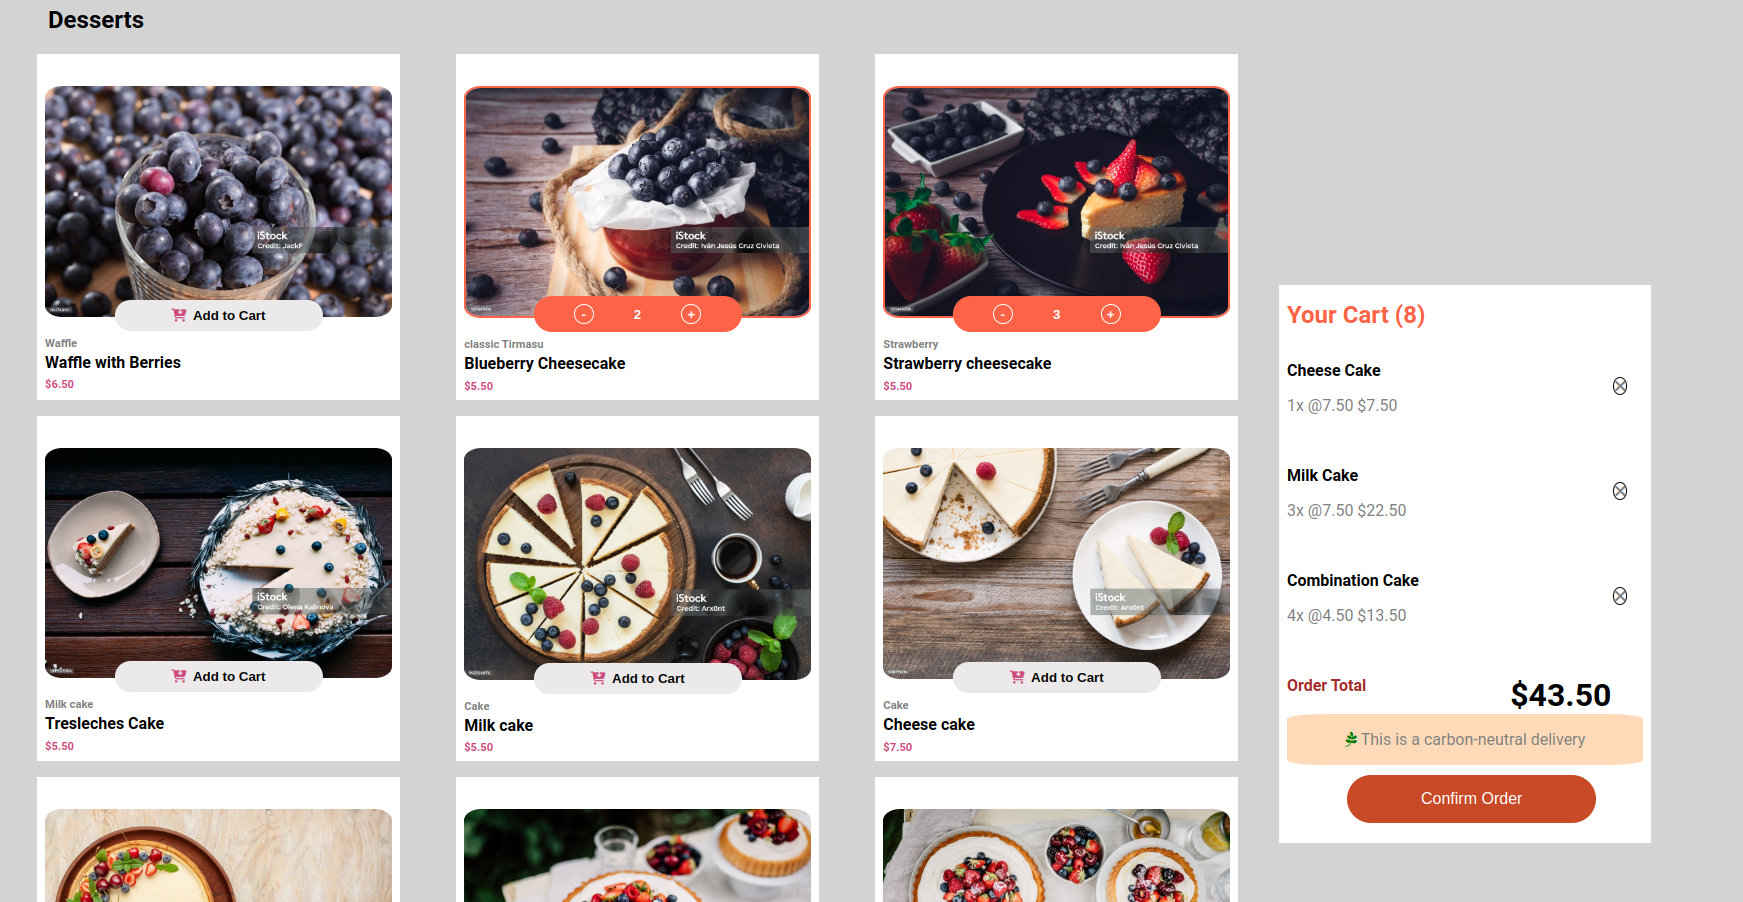 Desserts
iStock
Credit: JackF
Add to Cart
Waffle
Waffle with Berries
$6.50
iStock
Credit: Iván Jesús Cruz Civieta
- 2 +
classic Tirmasu
Blueberry Cheesecake
$5.50
iStock
Credit: Iván Jesús Cruz Civieta
- 3 +
Strawberry
Strawberry cheesecake
$5.50
iStock
Credit: Olena Kalinova
Add to Cart
Milk cake
Tresleches Cake
$5.50
iStock
Credit: Arx0nt
Add to Cart
Cake
Milk cake
$5.50
iStock
Credit: Arx0nt
Add to Cart
Cake
Cheese cake
$7.50
Your Cart (8)
Cheese Cake
1x @7.50 $7.50
Milk Cake
3x @7.50 $22.50
Combination Cake
4x @4.50 $13.50
Order Total $43.50
This is a carbon-neutral delivery
Confirm Order